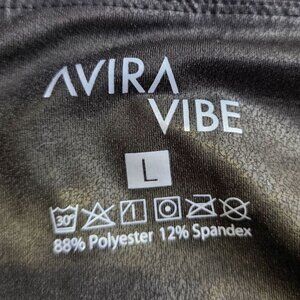 AVIRA
VIBE
L
30°
88% Polyester 12% Spandex